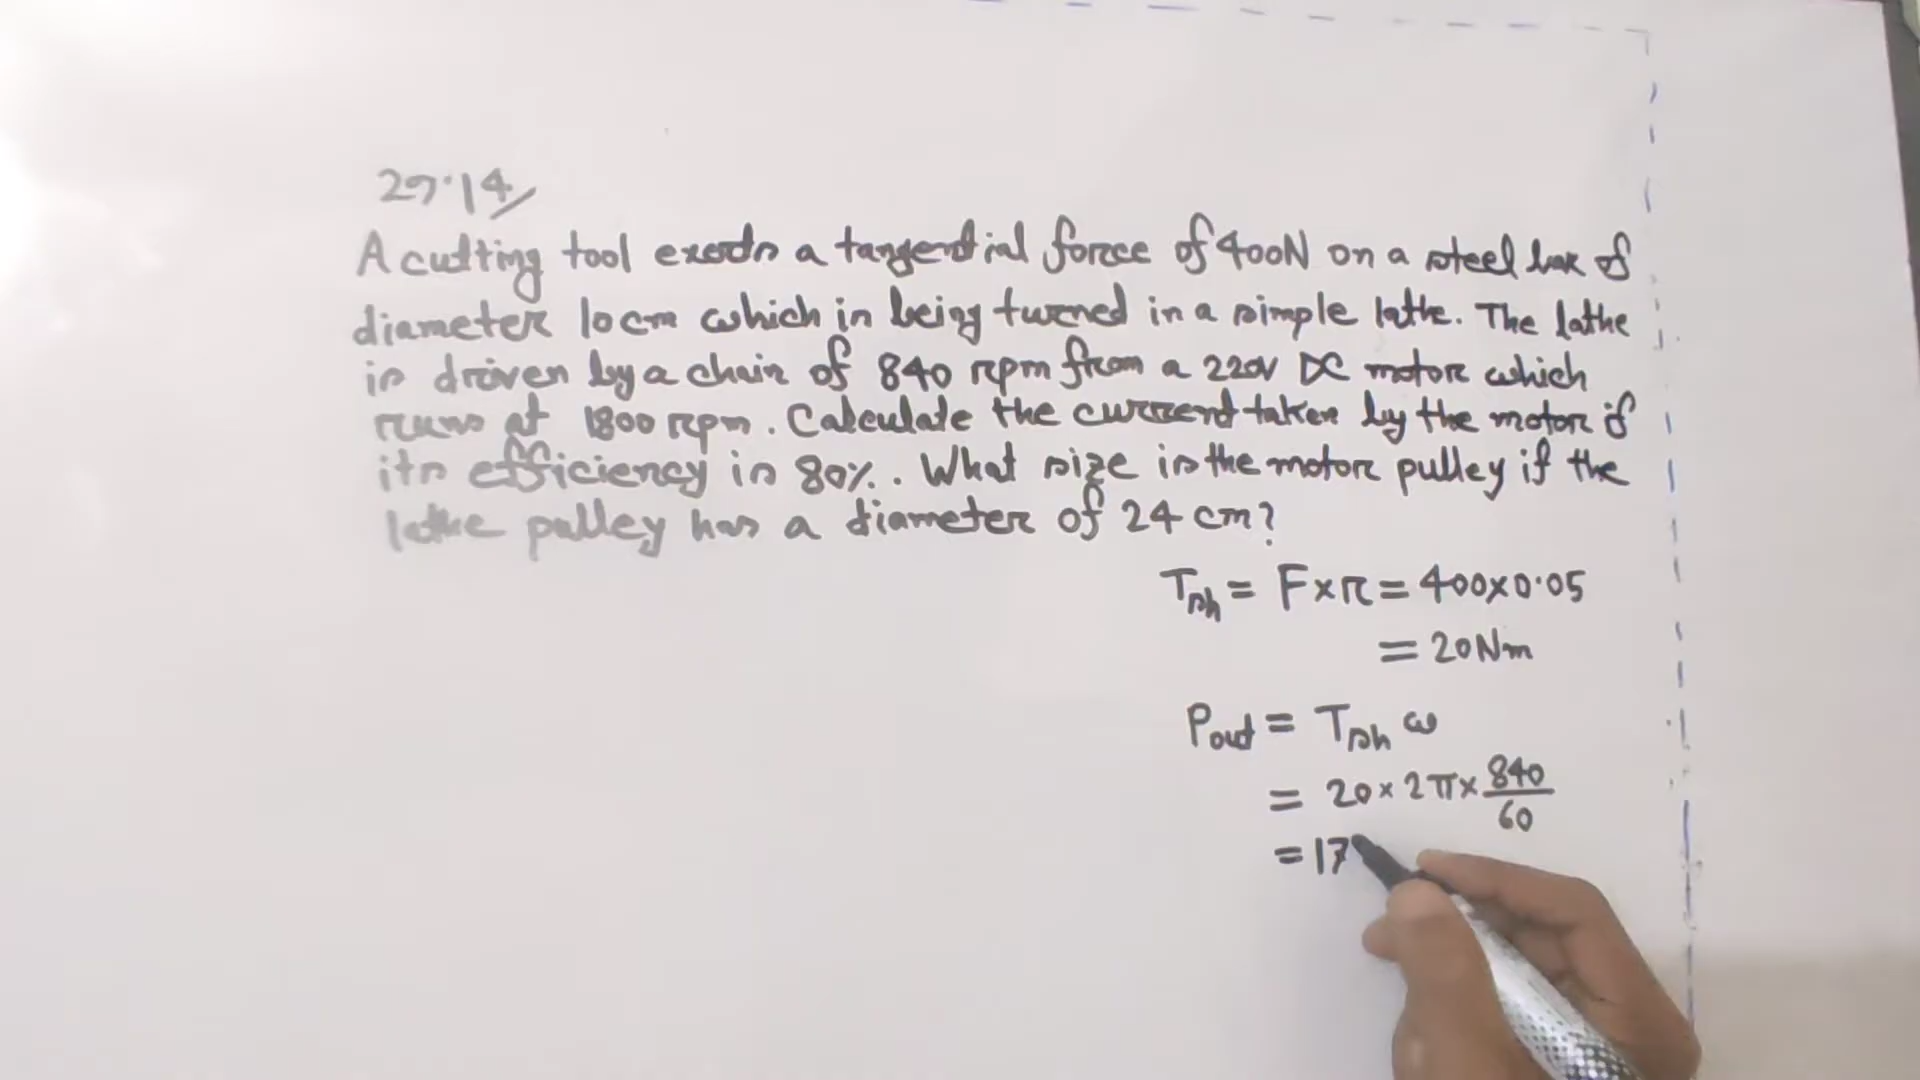 29.14/
A cutting tool exerts a tangential force of 400N on a steel bar of
diameter 10cm which is being turned in a simple lathe. The lathe
is driven by a chain of 840 rpm from a 220V DC motor which
runs at 1800 rpm. Calculate the current taken by the motor if
its efficiency is 80%. What size is the motor pulley if the
lathe pulley has a diameter of 24 cm?
Tsh = F×r = 400×0.05
= 20Nm
Pout = Tsh ω
= 20 × 2π × 840/60
= 17